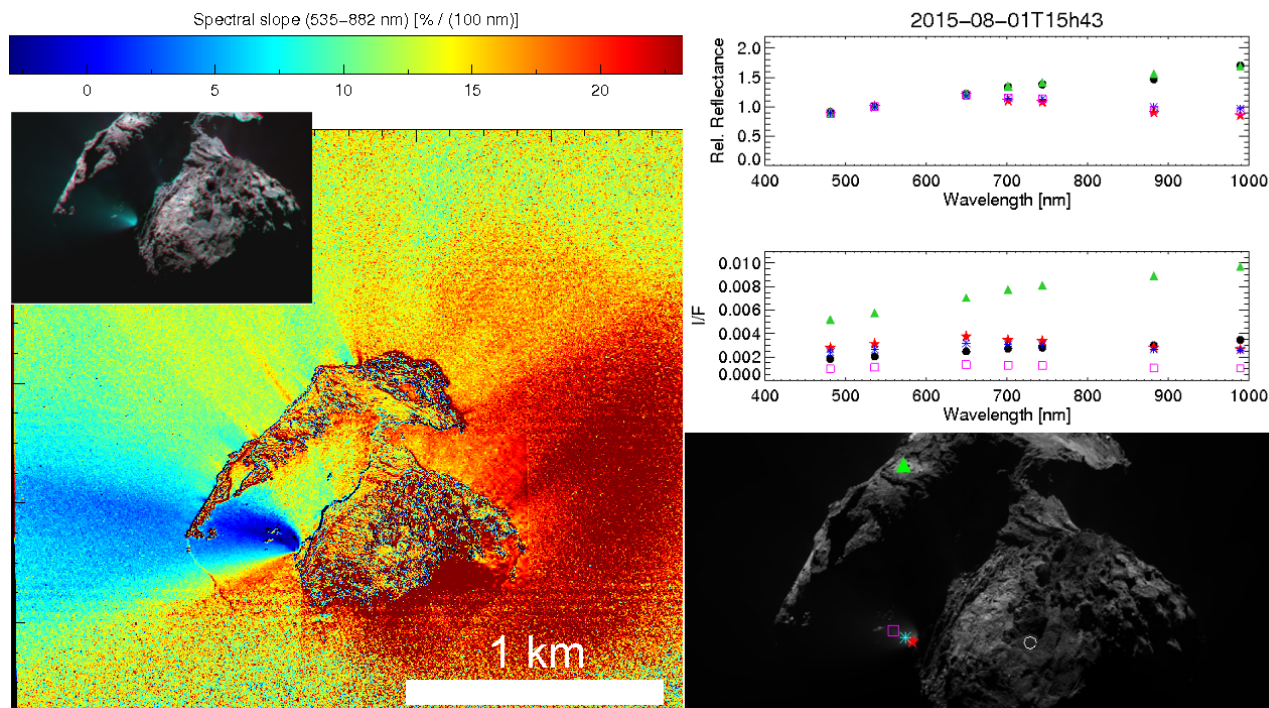 Spectral slope (535–882 nm) [% / (100 nm)]
0 5 10 15 20
1 km
2015–08–01T15h43
Rel. Reflectance
2.0
1.5
1.0
0.5
0.0
400 500 600 700 800 900 1000
Wavelength [nm]
I/F
0.010
0.008
0.006
0.004
0.002
0.000
400 500 600 700 800 900 1000
Wavelength [nm]